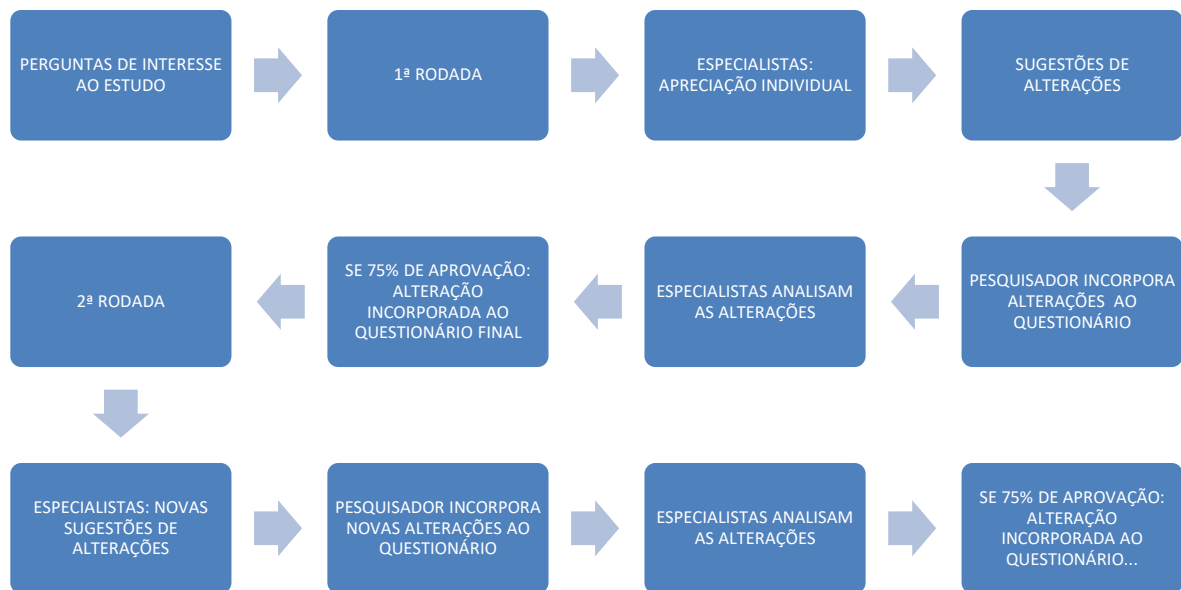 PERGUNTAS DE INTERESSE
AO ESTUDO
1ª RODADA
ESPECIALISTAS:
APRECIAÇÃO INDIVIDUAL
SUGESTÕES DE
ALTERAÇÕES
PESQUISADOR INCORPORA
ALTERAÇÕES AO
QUESTIONÁRIO
ESPECIALISTAS ANALISAM
AS ALTERAÇÕES
SE 75% DE APROVAÇÃO:
ALTERAÇÃO
INCORPORADA AO
QUESTIONÁRIO FINAL
2ª RODADA
ESPECIALISTAS: NOVAS
SUGESTÕES DE
ALTERAÇÕES
PESQUISADOR INCORPORA
NOVAS ALTERAÇÕES AO
QUESTIONÁRIO
ESPECIALISTAS ANALISAM
AS ALTERAÇÕES
SE 75% DE APROVAÇÃO:
ALTERAÇÃO
INCORPORADA AO
QUESTIONÁRIO...